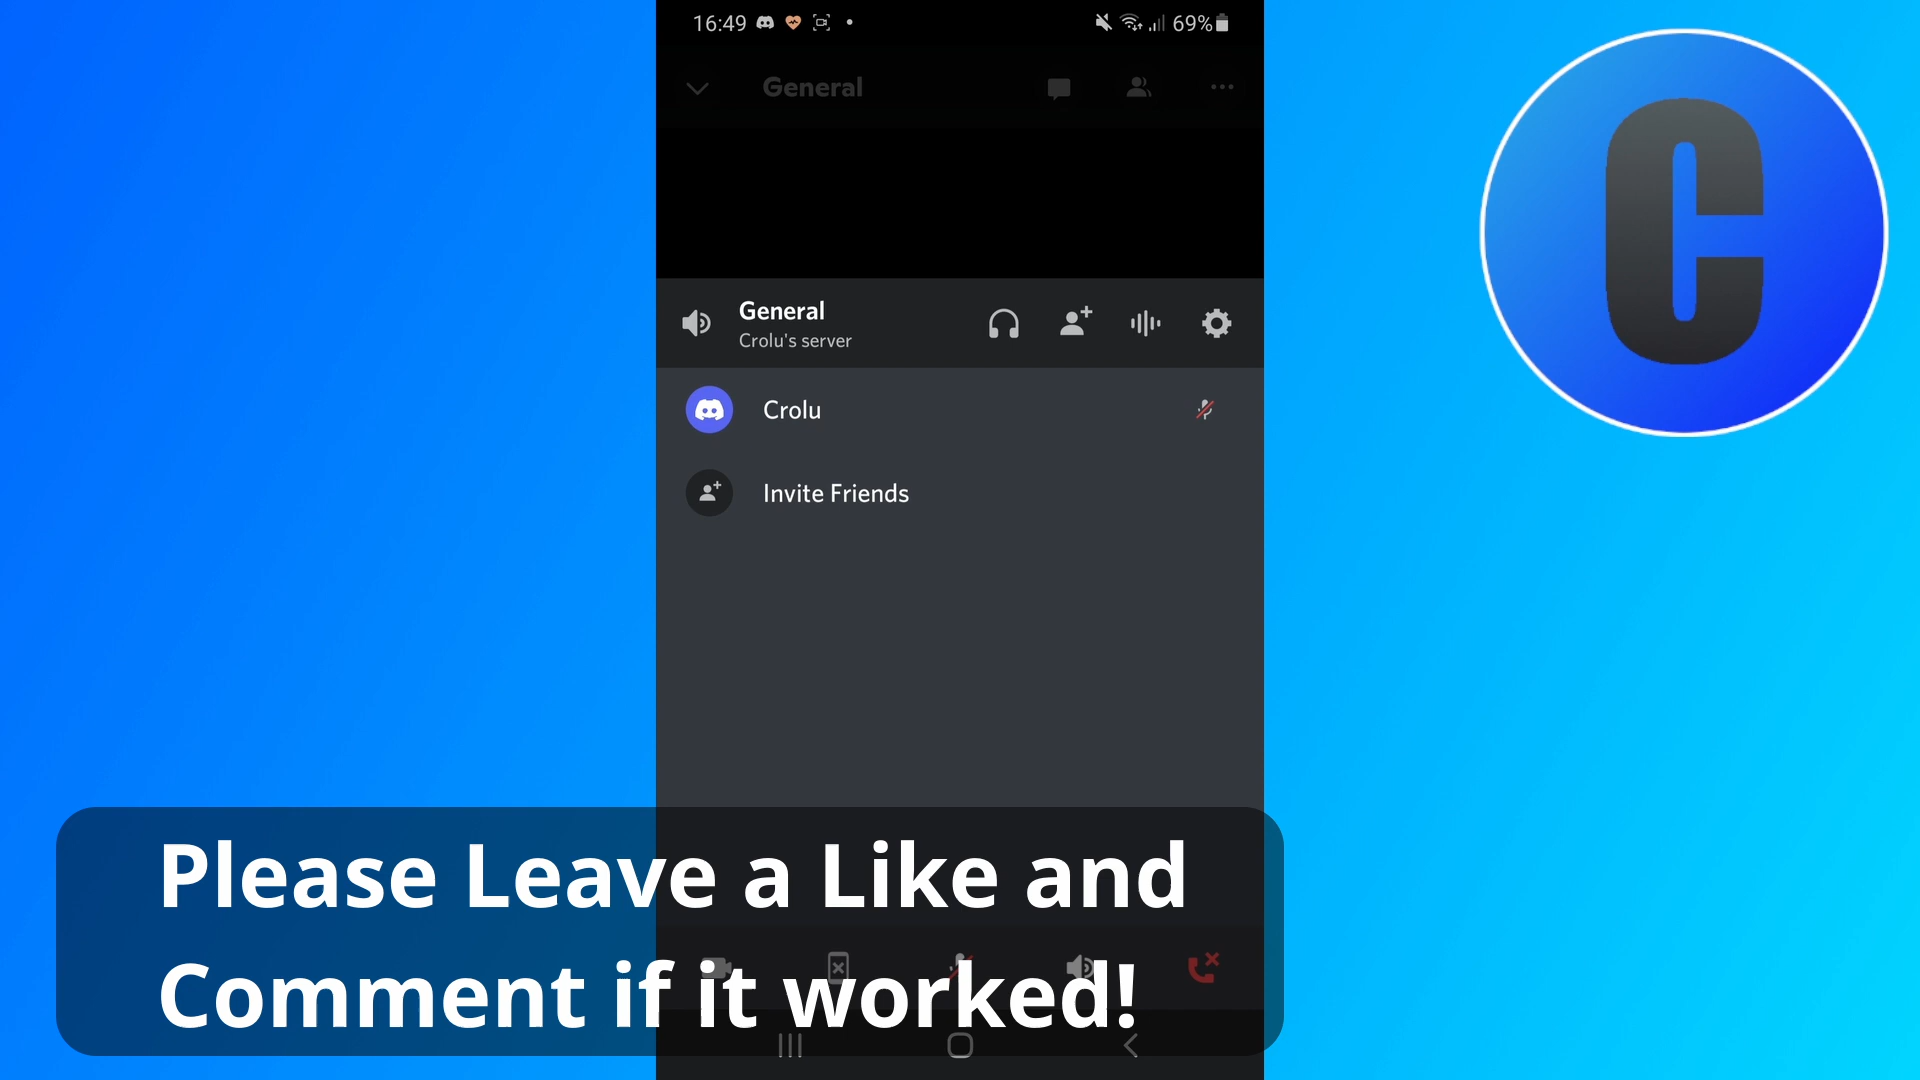 16:49
69%
General
General
Crolu's server
Crolu
Invite Friends
C
Please Leave a Like and
Comment if it worked!